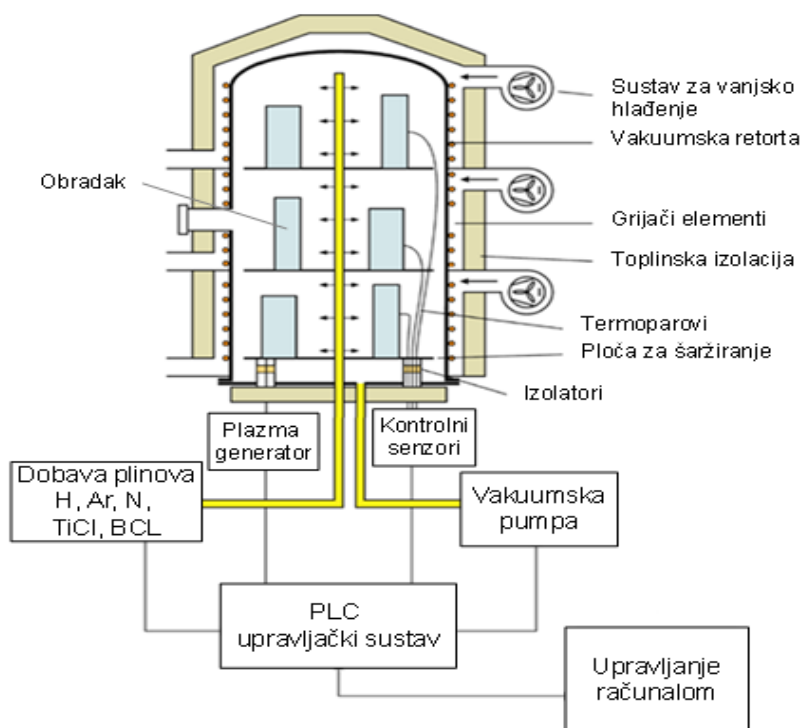 Sustav za vanjsko
hlađenje
Vakuumska retorta
Obradak
Grijači elementi
Toplinska izolacija
Termoparovi
Ploča za šaržiranje
Izolatori
Plazma
generator
Kontrolni
senzori
Dobava plinova
H, Ar, N,
TiCl, BCL
Vakuumska
pumpa
PLC
upravljački sustav
Upravljanje
računalom